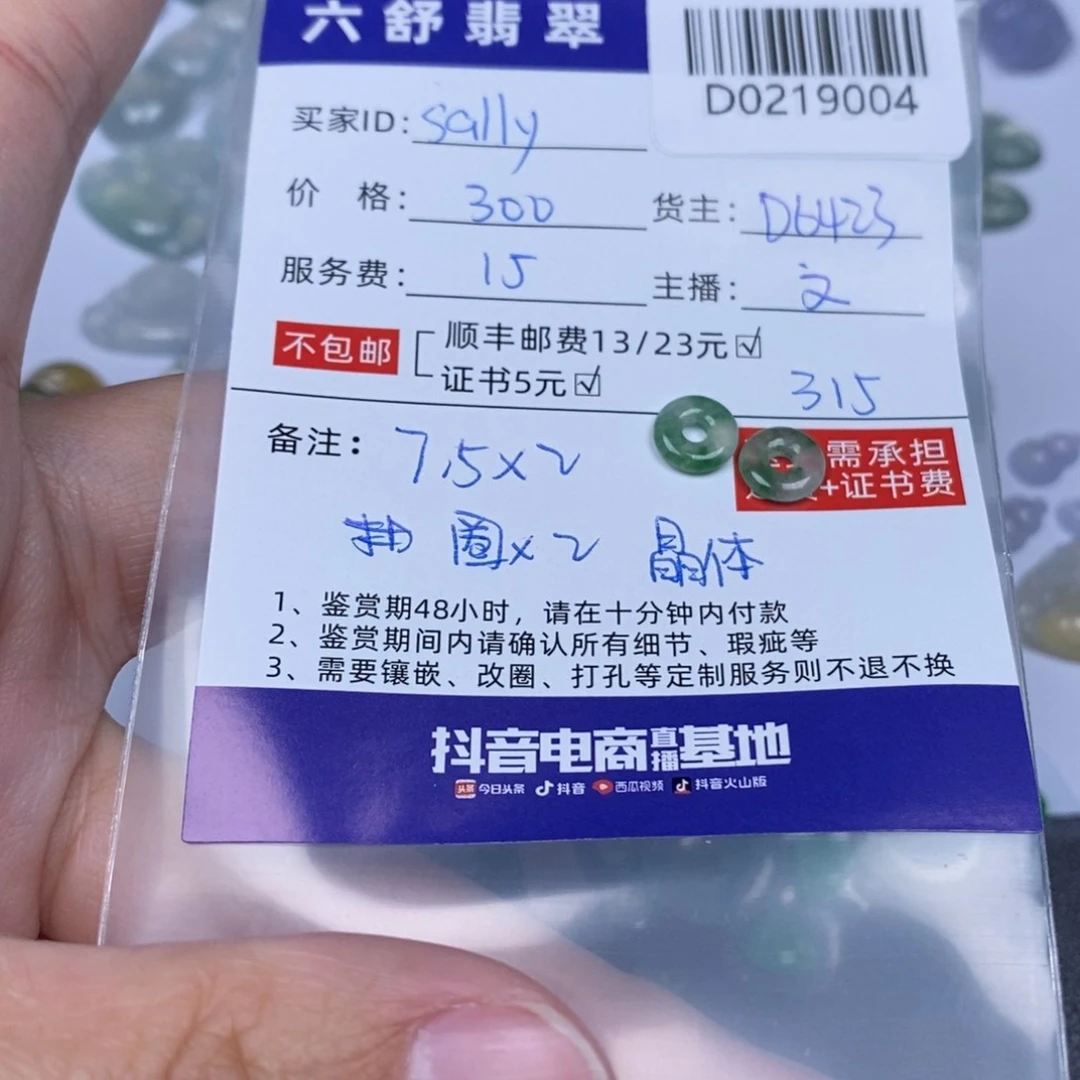 六舒翡翠
D0219004
买家ID: sally
价 格: 300 货主: D6423
服务费: 15 主播: 文
不包邮 顺丰邮费13/23元☑
证书5元☑ 315
备注: 7.5×2 需承担
+证书费
圈×2 晶体
1、鉴赏期48小时，请在十分钟内付款
2、鉴赏期间内请确认所有细节、瑕疵等
3、需要镶嵌、改圈、打孔等定制服务则不退不换
抖音电商直播基地
头条 今日头条 抖音 西瓜视频 抖音火山版